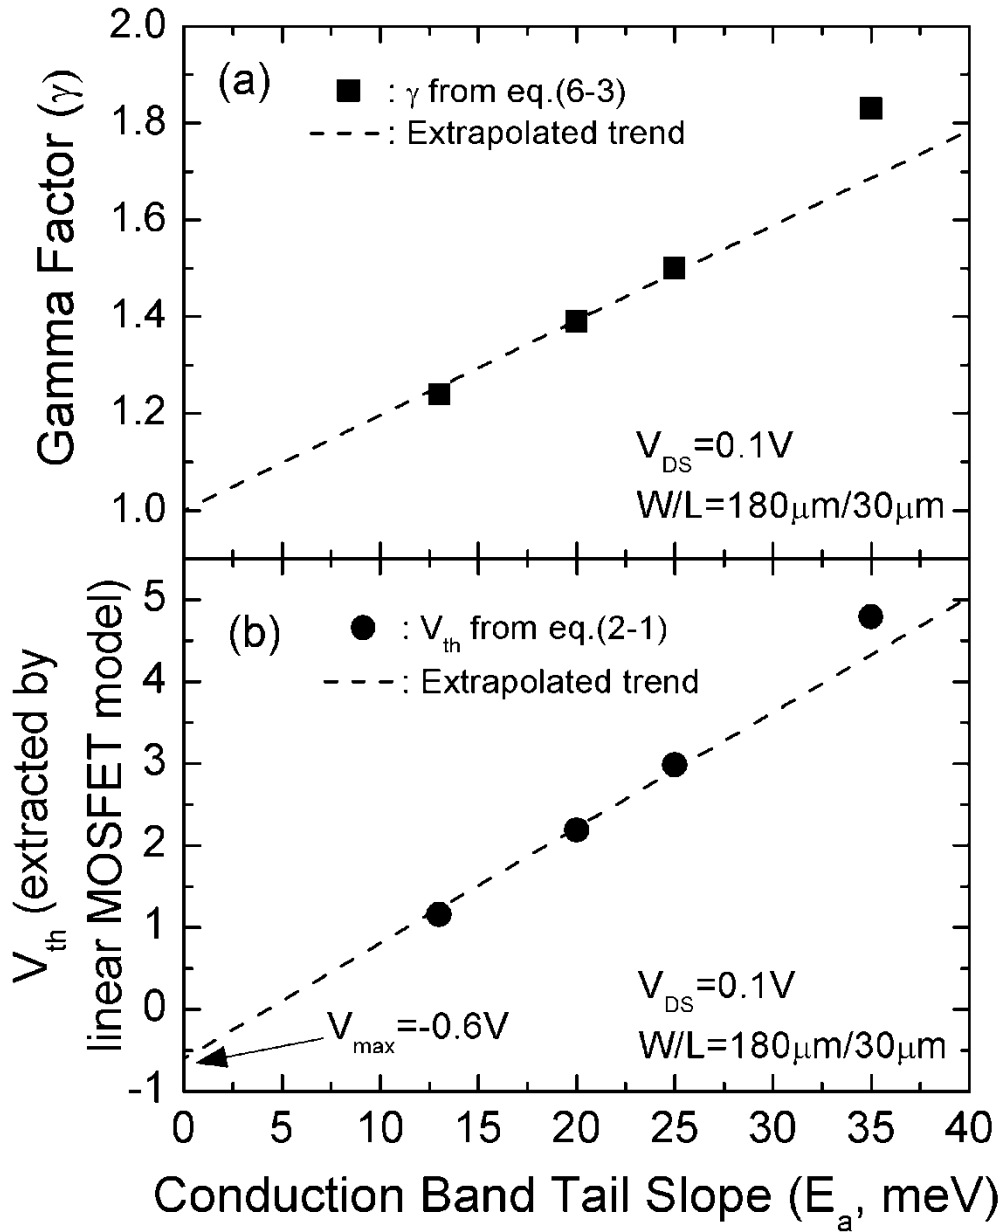 2.0
(a)
■ : γ from eq.(6-3)
--- : Extrapolated trend
1.8
1.6
1.4
1.2
1.0
Gamma Factor (γ)
V_DS=0.1V
W/L=180μm/30μm
5
(b)
● : V_th from eq.(2-1)
--- : Extrapolated trend
4
3
2
1
0
-1
V_th (extracted by
linear MOSFET model)
V_max=-0.6V
V_DS=0.1V
W/L=180μm/30μm
0 5 10 15 20 25 30 35 40
Conduction Band Tail Slope (E_a, meV)